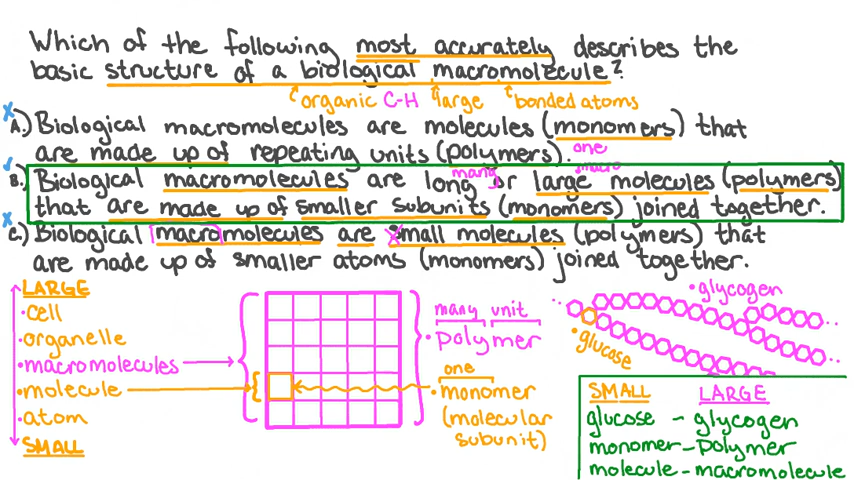 Which of the following most accurately describes the
basic structure of a biological macromolecule?
organic C-H large bonded atoms
A.) Biological macromolecules are molecules (monomers) that
are made up of repeating units (polymers).
one
many macro
B.) Biological macromolecules are long or large molecules (polymers)
that are made up of smaller subunits (monomers) joined together.
C.) Biological macromolecules are small molecules (polymers) that
are made up of smaller atoms (monomers) joined together.
LARGE
•cell
•organelle
•macromolecules
•molecule
•atom
SMALL
many unit
•polymer
one
•monomer
(molecular
subunit)
•glycogen
•glucose
SMALL LARGE
glucose - glycogen
monomer - polymer
molecule - macromolecule